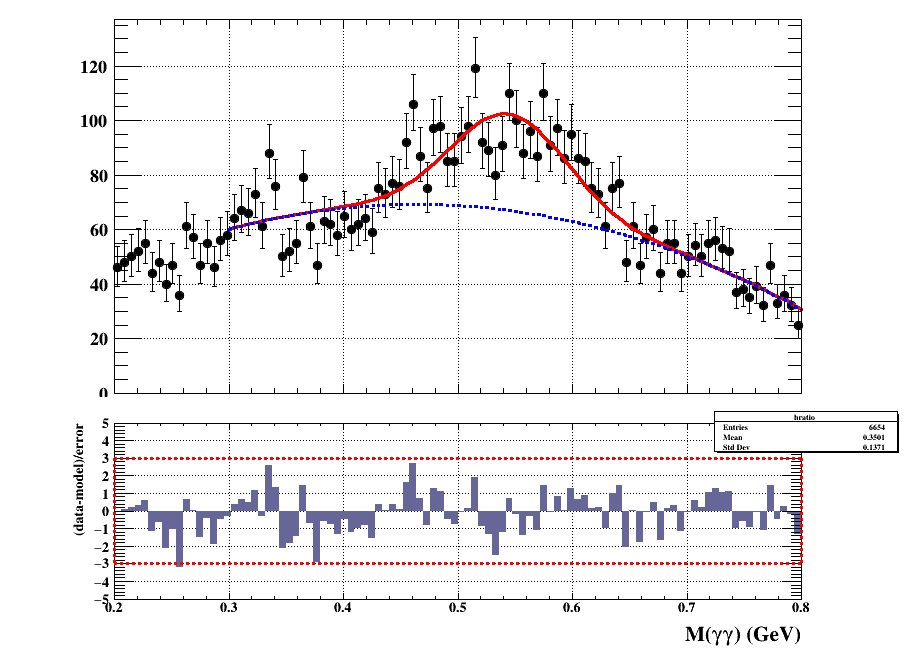 120
100
80
60
40
20
0
hratio
Entries 6654
Mean 0.3501
Std Dev 0.1371
(data-model)/error
5
4
3
2
1
0
−1
−2
−3
−4
−5
0.2 0.3 0.4 0.5 0.6 0.7 0.8
M(γγ) (GeV)